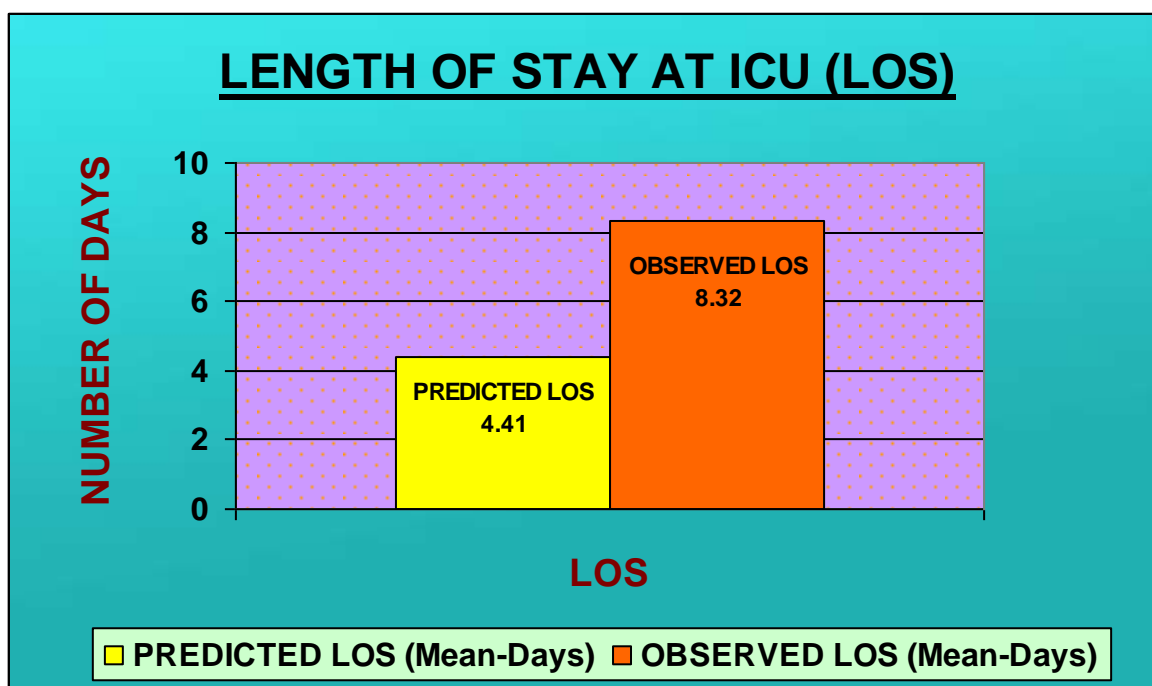 LENGTH OF STAY AT ICU (LOS)
NUMBER OF DAYS
10
8
6
4
2
0
OBSERVED LOS
8.32
PREDICTED LOS
4.41
LOS
PREDICTED LOS (Mean-Days) OBSERVED LOS (Mean-Days)